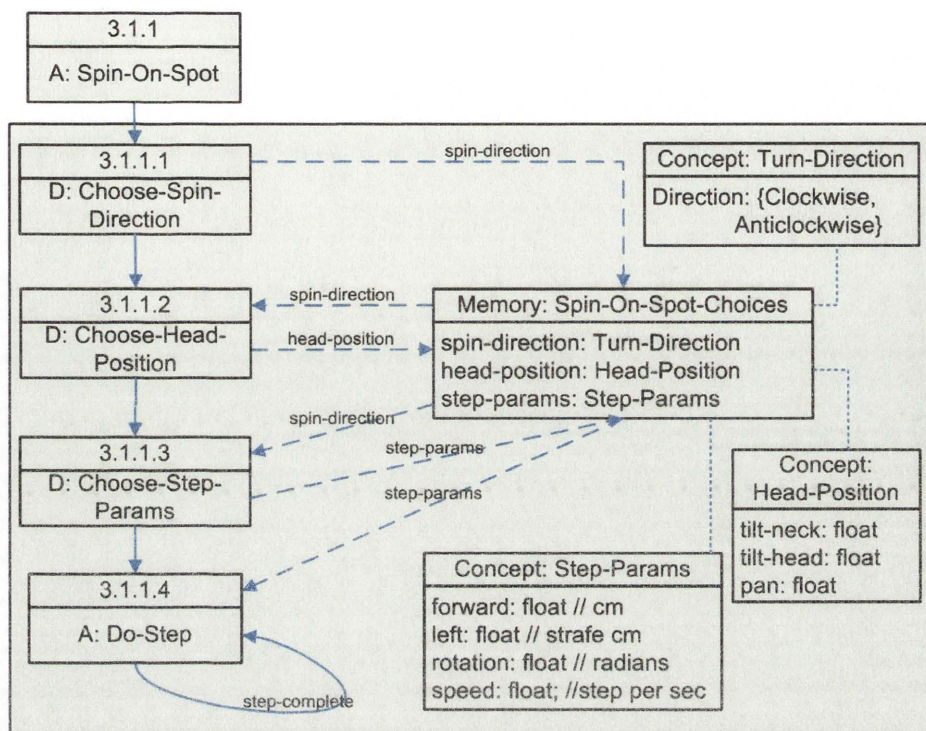 3.1.1
A: Spin-On-Spot
3.1.1.1
D: Choose-Spin-
Direction
spin-direction
Concept: Turn-Direction
Direction: {Clockwise,
Anticlockwise}
3.1.1.2
D: Choose-Head-
Position
spin-direction
head-position
Memory: Spin-On-Spot-Choices
spin-direction: Turn-Direction
head-position: Head-Position
step-params: Step-Params
spin-direction
3.1.1.3
D: Choose-Step-
Params
step-params
step-params
Concept:
Head-Position
tilt-neck: float
tilt-head: float
pan: float
3.1.1.4
A: Do-Step
step-complete
Concept: Step-Params
forward: float // cm
left: float // strafe cm
rotation: float // radians
speed: float; //step per sec